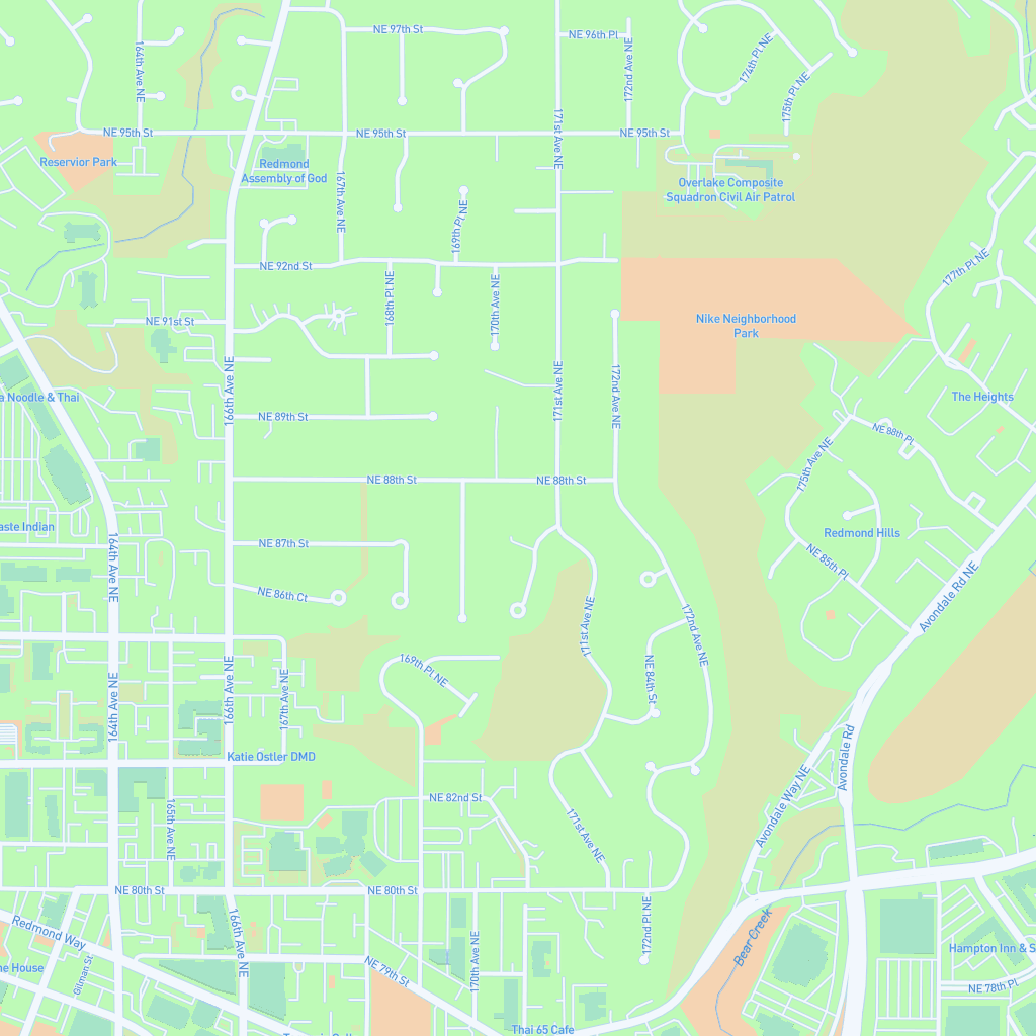 NE 97th St
NE 96th Pl
164th Ave NE
172nd Ave NE
174th Pl NE
175th Pl NE
171st Ave NE
NE 95th St
NE 95th St
NE 95th St
Reservior Park
Redmond
Assembly of God
167th Ave NE
Overlake Composite
Squadron Civil Air Patrol
169th Pl NE
NE 92nd St
177th Pl NE
168th Pl NE
170th Ave NE
NE 91st St
Nike Neighborhood
Park
166th Ave NE
171st Ave NE
172nd Ave NE
a Noodle & Thai
The Heights
NE 89th St
NE 88th Pl
175th Ave NE
NE 88th St
NE 88th St
aste Indian
Redmond Hills
164th Ave NE
NE 87th St
NE 85th Pl
NE 86th Ct
Avondale Rd NE
171st Ave NE
172nd Ave NE
169th Pl NE
NE 84th St
166th Ave NE
167th Ave NE
164th Ave NE
Katie Ostler DMD
Avondale Rd
NE 82nd St
Avondale Way NE
165th Ave NE
171st Ave NE
NE 80th St
NE 80th St
Redmond Way
166th Ave NE
172nd Pl NE
Bear Creek
170th Ave NE
Hampton Inn & S
he House
Gilman St
NE 79th St
NE 78th Pl
Thai 65 Cafe